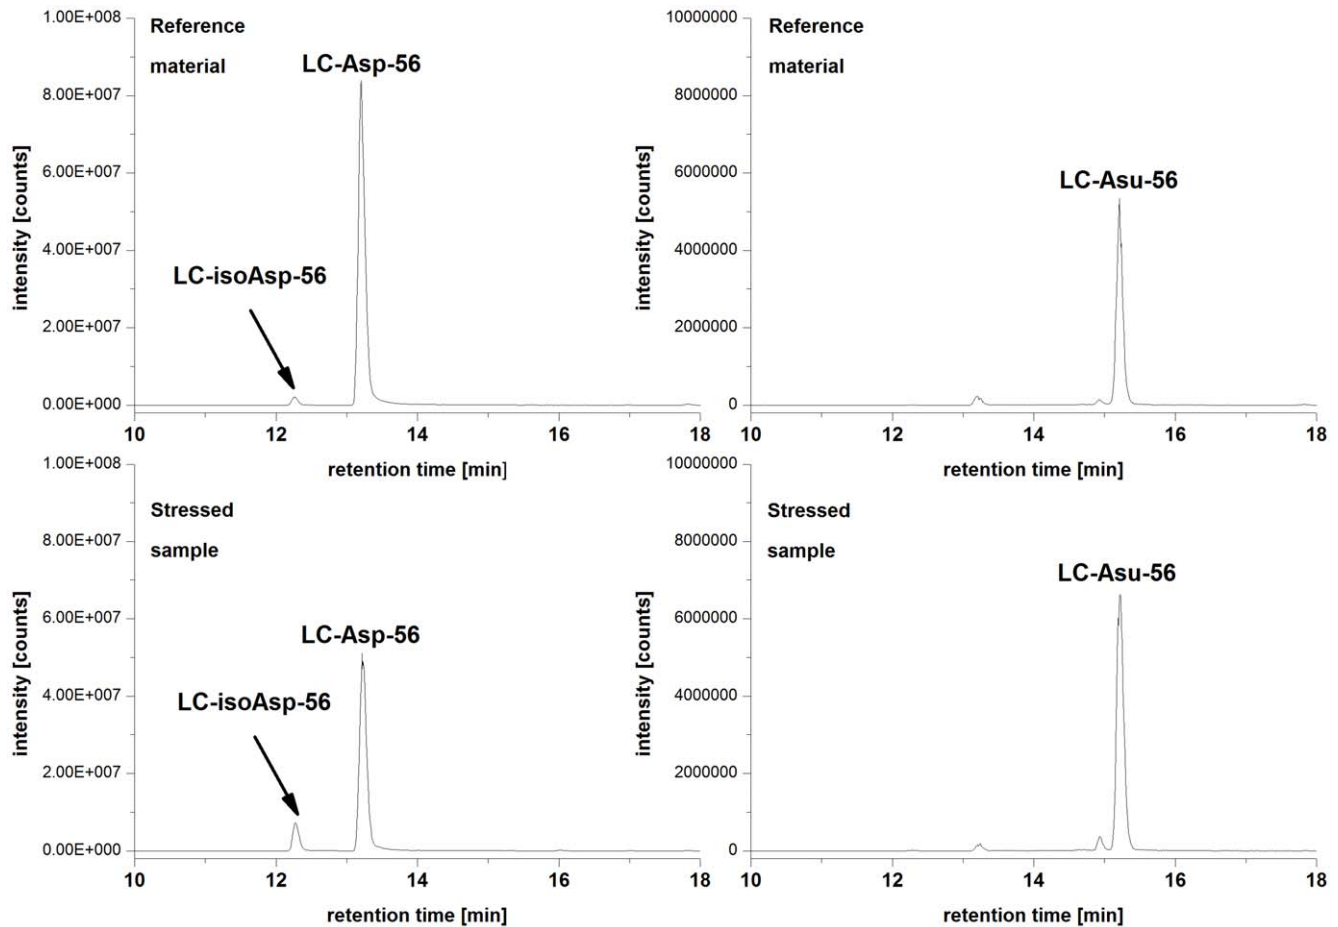 1.00E+008
Reference
material
LC-Asp-56
8.00E+007
6.00E+007
intensity [counts]
4.00E+007
LC-isoAsp-56
2.00E+007
0.00E+000
10 12 14 16 18
retention time [min]
10000000
Reference
material
8000000
6000000
LC-Asu-56
intensity [counts]
4000000
2000000
0
10 12 14 16 18
retention time [min]
1.00E+008
Stressed
sample
8.00E+007
6.00E+007
LC-Asp-56
intensity [counts]
4.00E+007
LC-isoAsp-56
2.00E+007
0.00E+000
10 12 14 16 18
retention time [min]
10000000
Stressed
sample
8000000
LC-Asu-56
6000000
intensity [counts]
4000000
2000000
0
10 12 14 16 18
retention time [min]